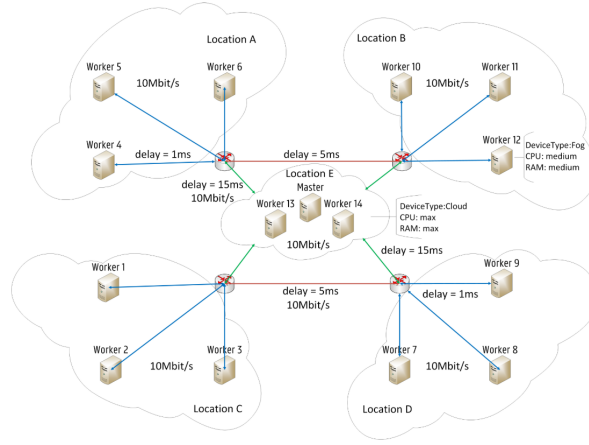 Location A
Location B
Worker 5
Worker 6
Worker 10
Worker 11
10Mbit/s
10Mbit/s
Worker 4
Worker 12
delay = 1ms
delay = 5ms
DeviceType:Fog
CPU: medium
RAM: medium
delay = 15ms
10Mbit/s
Location E
Master
Worker 13
Worker 14
DeviceType:Cloud
CPU: max
RAM: max
10Mbit/s
delay = 15ms
Worker 1
Worker 9
delay = 5ms
10Mbit/s
delay = 1ms
Worker 2
Worker 3
Worker 7
Worker 8
10Mbit/s
10Mbit/s
Location C
Location D